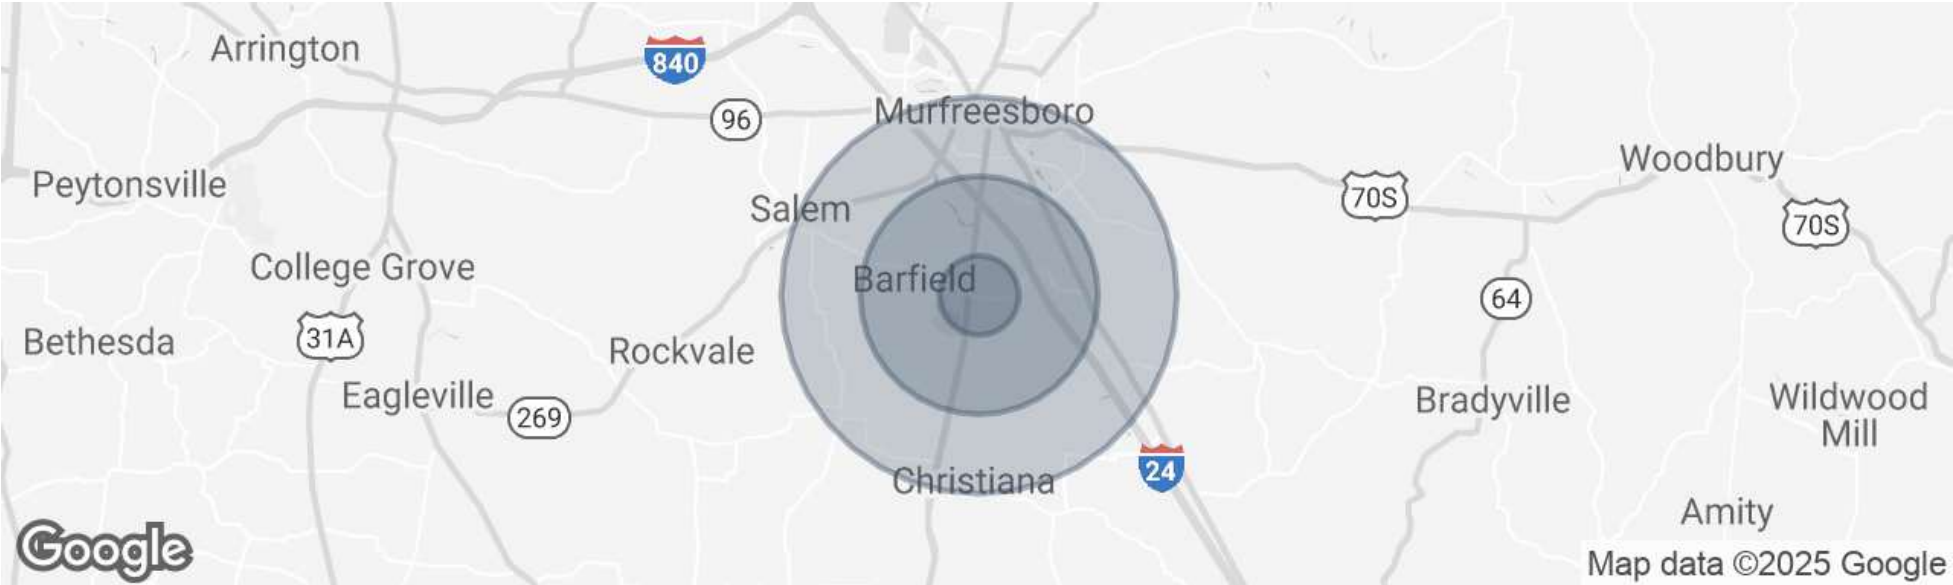 Arrington
840
96
Murfreesboro
Woodbury
Peytonsville
70S
Salem
70S
College Grove
Barfield
64
31A
Bethesda
Rockvale
Eagleville
269
Bradyville
Wildwood
Mill
24
Christiana
Amity
Google
Map data ©2025 Google